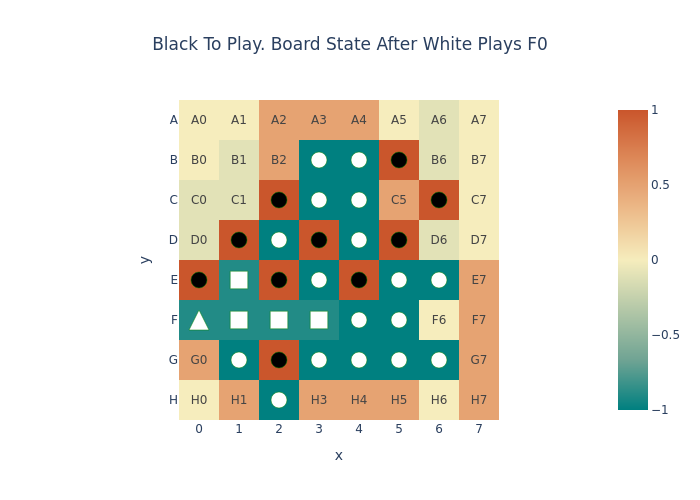 Black To Play. Board State After White Plays F0
A A0 A1 A2 A3 A4 A5 A6 A7 1
B B0 B1 B2 B6 B7
C C0 C1 C5 C7 0.5
D D0 D6 D7
y 0
E E7
F F6 F7 −0.5
G G0 G7
H H0 H1 H3 H4 H5 H6 H7 −1
0 1 2 3 4 5 6 7
x